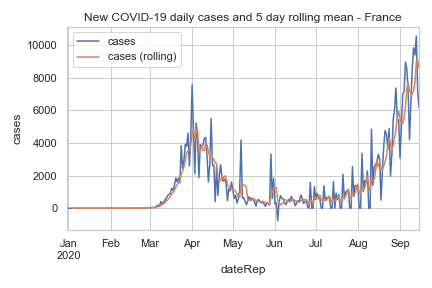 New COVID-19 daily cases and 5 day rolling mean - France
cases
cases (rolling)
10000
8000
6000
4000
2000
0
cases
Jan Feb Mar Apr May Jun Jul Aug Sep
2020
dateRep